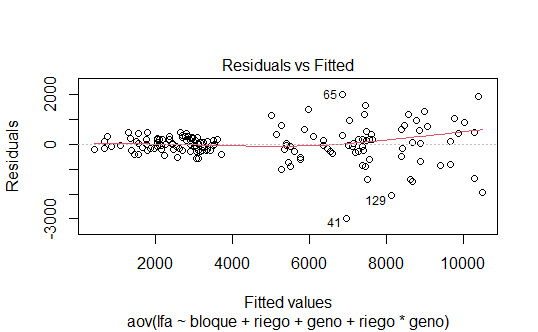 Residuals vs Fitted
Residuals
2000
0
-3000
65
129
41
2000 4000 6000 8000 10000
Fitted values
aov(lfa ~ bloque + riego + geno + riego * geno)